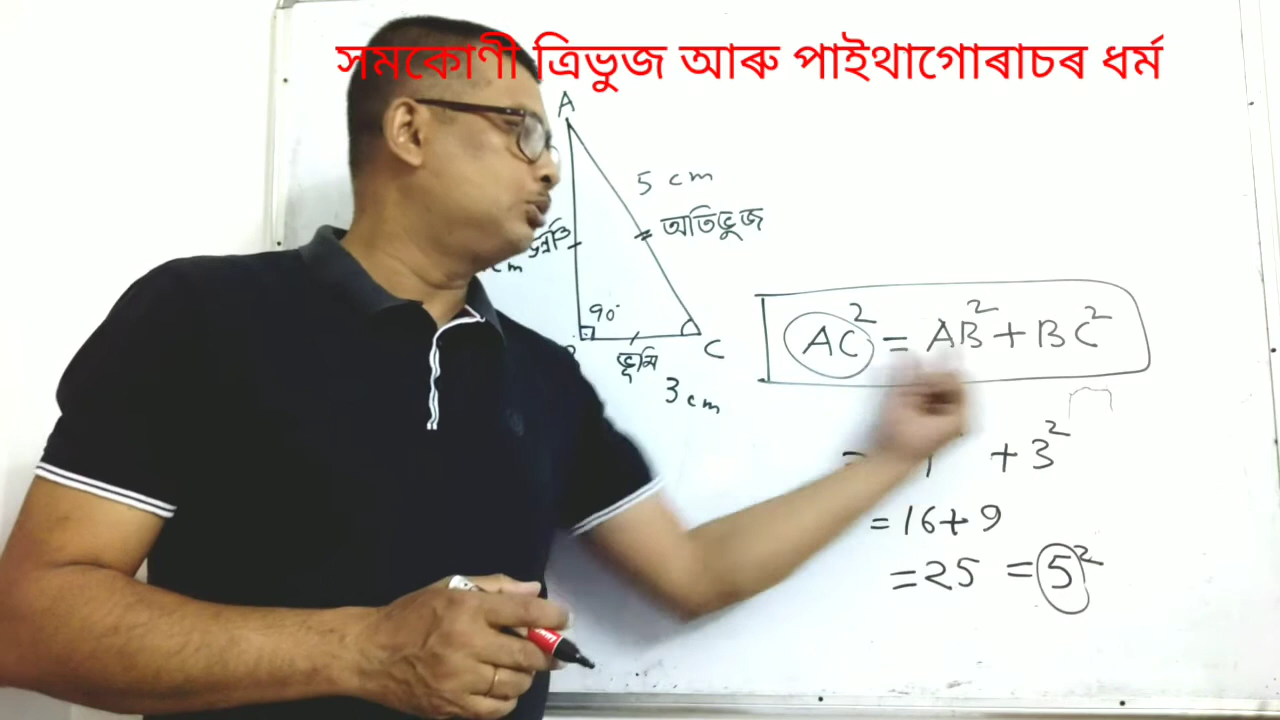 সমকোণী ত্ৰিভুজ আৰু পাইথাগোৰাচৰ ধৰ্ম
A
5 cm
অতিভুজ
cm
90°
C
ভূমি
3 cm
AC² = AB² + BC²
+ 3²
= 16 + 9
= 25 = 5²